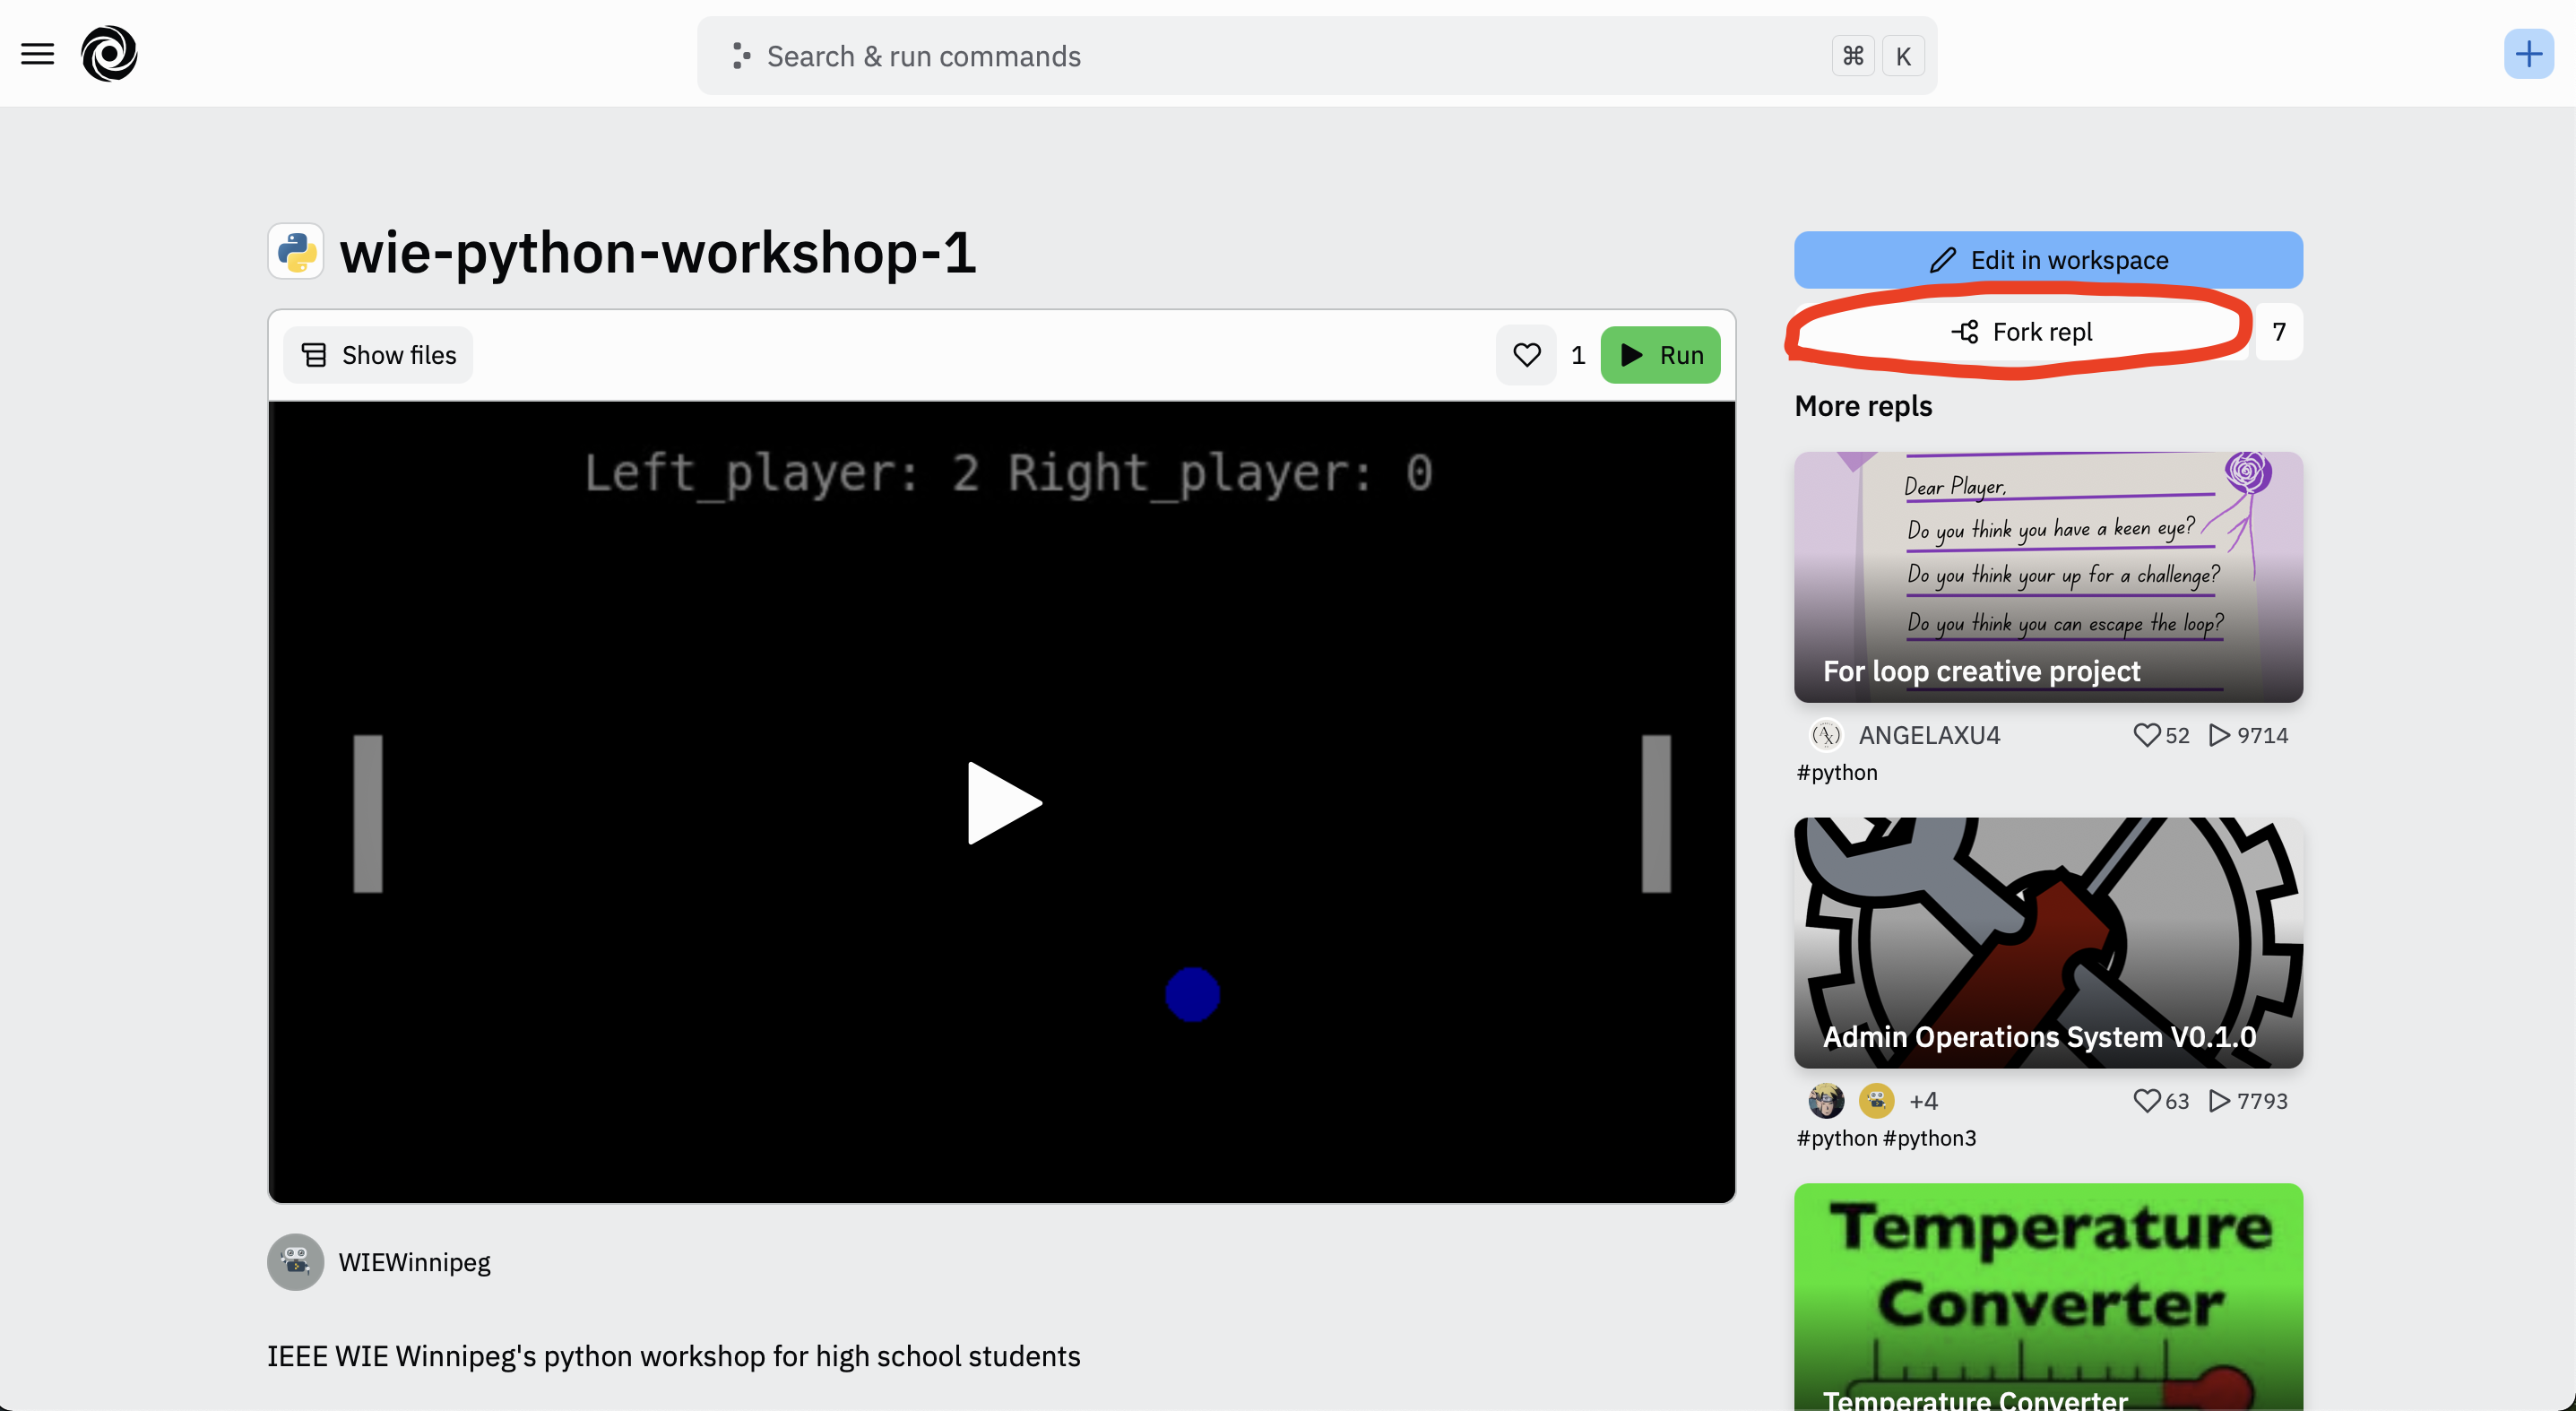 Search & run commands ⌘ K
wie-python-workshop-1
Show files 1 Run
Left_player: 2 Right_player: 0
WIEWinnipeg
IEEE WIE Winnipeg's python workshop for high school students
Edit in workspace
Fork repl 7
More repls
Dear Player,
Do you think you have a keen eye?
Do you think your up for a challenge?
Do you think you can escape the loop?
For loop creative project
ANGELAXU4 52 9714
#python
Admin Operations System V0.1.0
+4 63 7793
#python #python3
Temperature
Converter
Temperature Converter